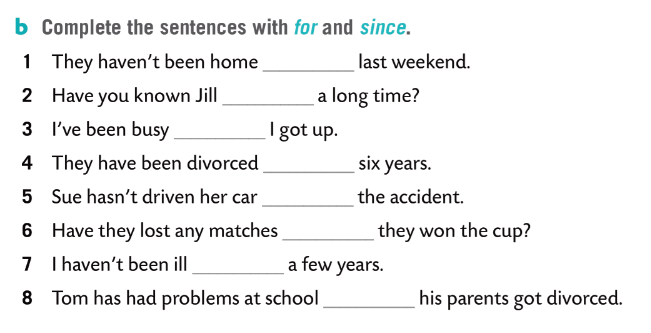 b Complete the sentences with for and since.
1 They haven't been home _________ last weekend.
2 Have you known Jill _________ a long time?
3 I've been busy _________ I got up.
4 They have been divorced _________ six years.
5 Sue hasn't driven her car _________ the accident.
6 Have they lost any matches _________ they won the cup?
7 I haven't been ill _________ a few years.
8 Tom has had problems at school _________ his parents got divorced.